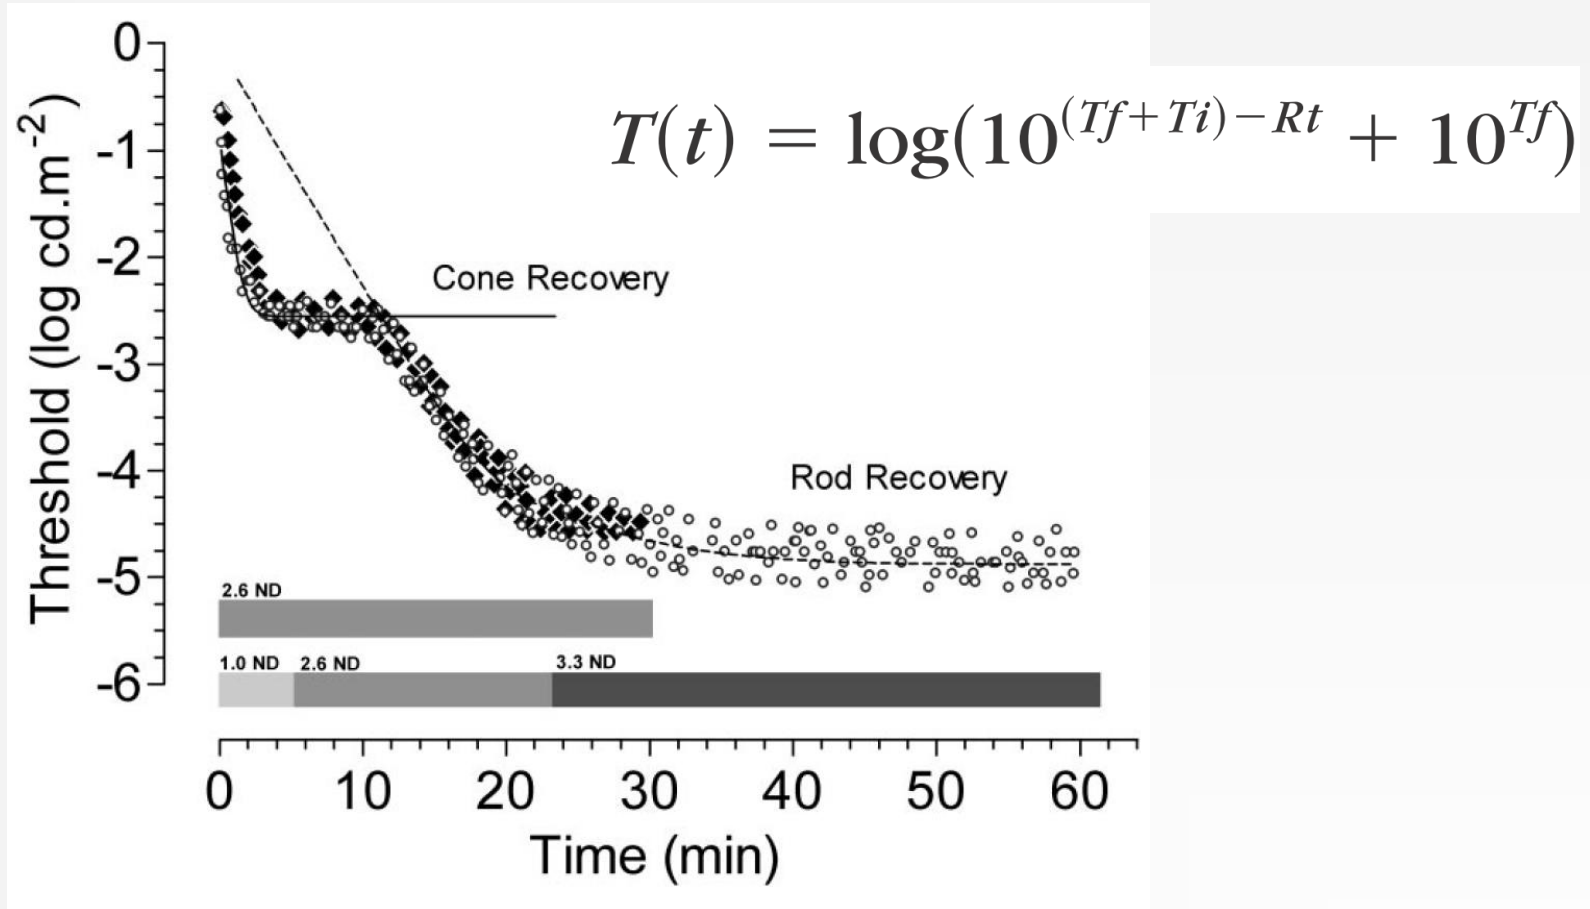 T(t) = log(10^(Tf+Ti)−Rt + 10^Tf)
Threshold (log cd.m-2)
0
-1
-2
-3
-4
-5
-6
Cone Recovery
Rod Recovery
2.6 ND
1.0 ND 2.6 ND 3.3 ND
0 10 20 30 40 50 60
Time (min)